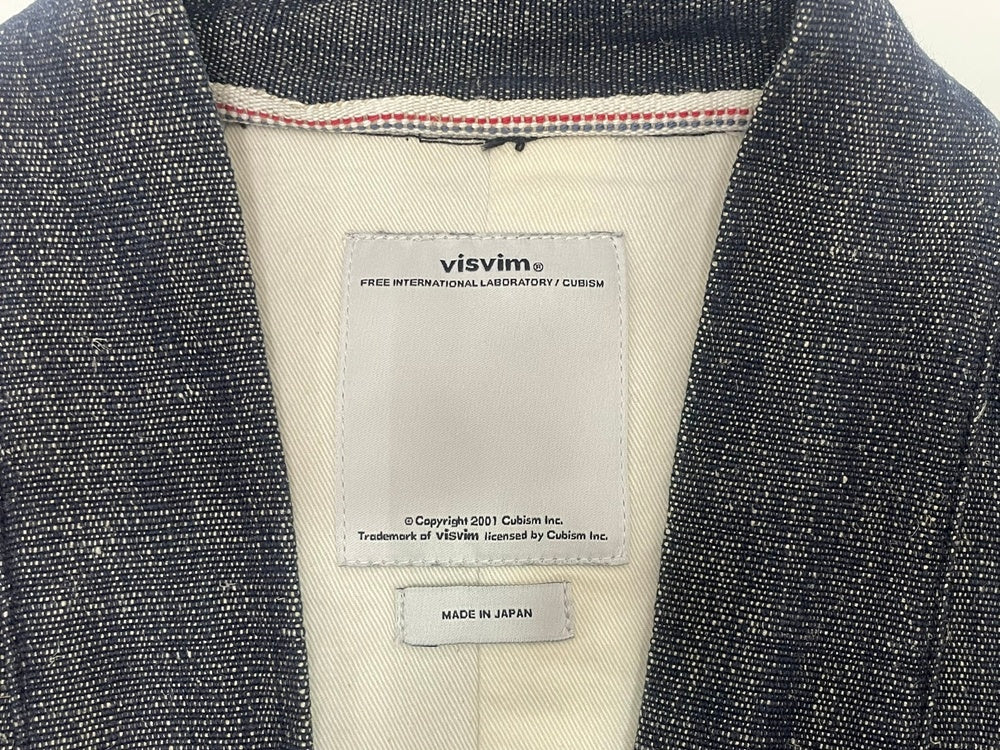 visvim®
FREE INTERNATIONAL LABORATORY / CUBISM
© Copyright 2001 Cubism Inc.
Trademark of visvim licensed by Cubism Inc.
MADE IN JAPAN